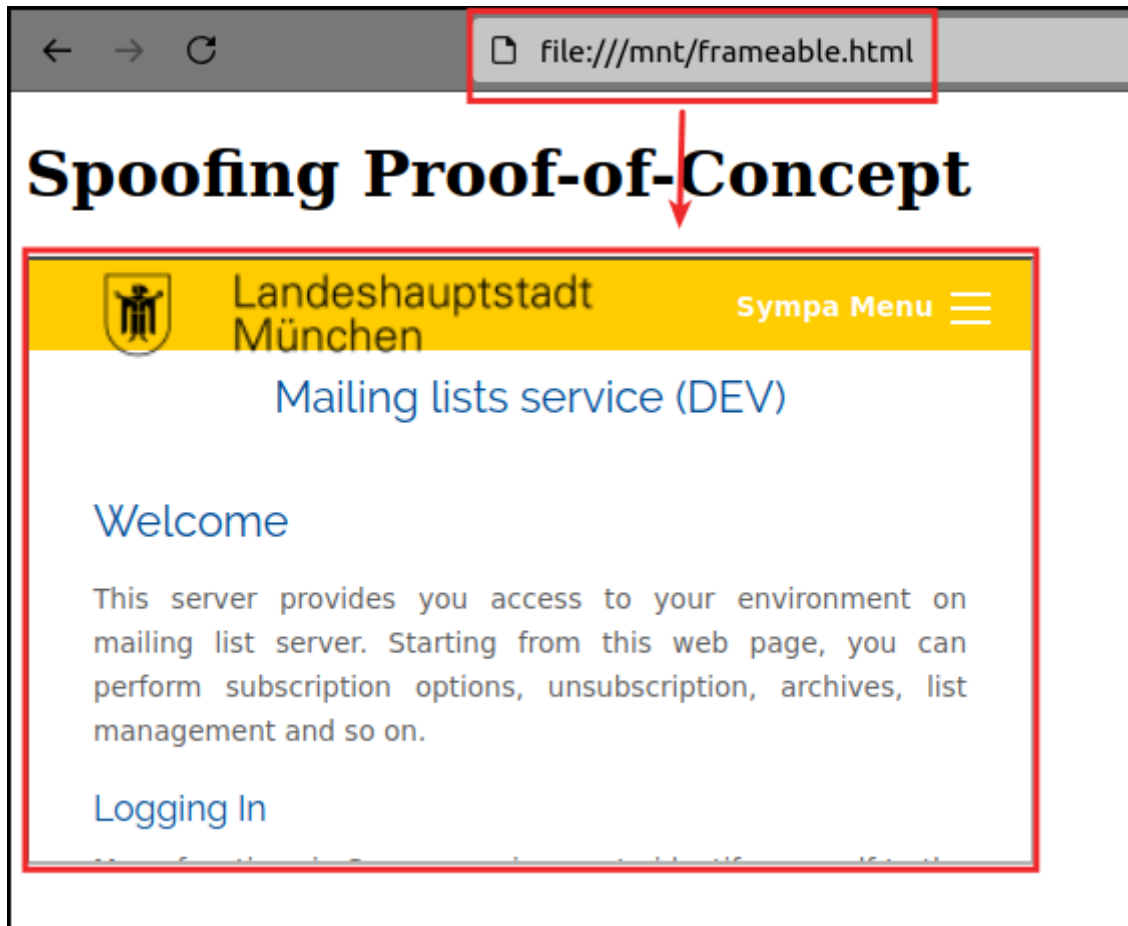 file:///mnt/frameable.html
Spoofing Proof-of-Concept
Landeshauptstadt
München
Sympa Menu
Mailing lists service (DEV)
Welcome
This server provides you access to your environment on
mailing list server. Starting from this web page, you can
perform subscription options, unsubscription, archives, list
management and so on.
Logging In